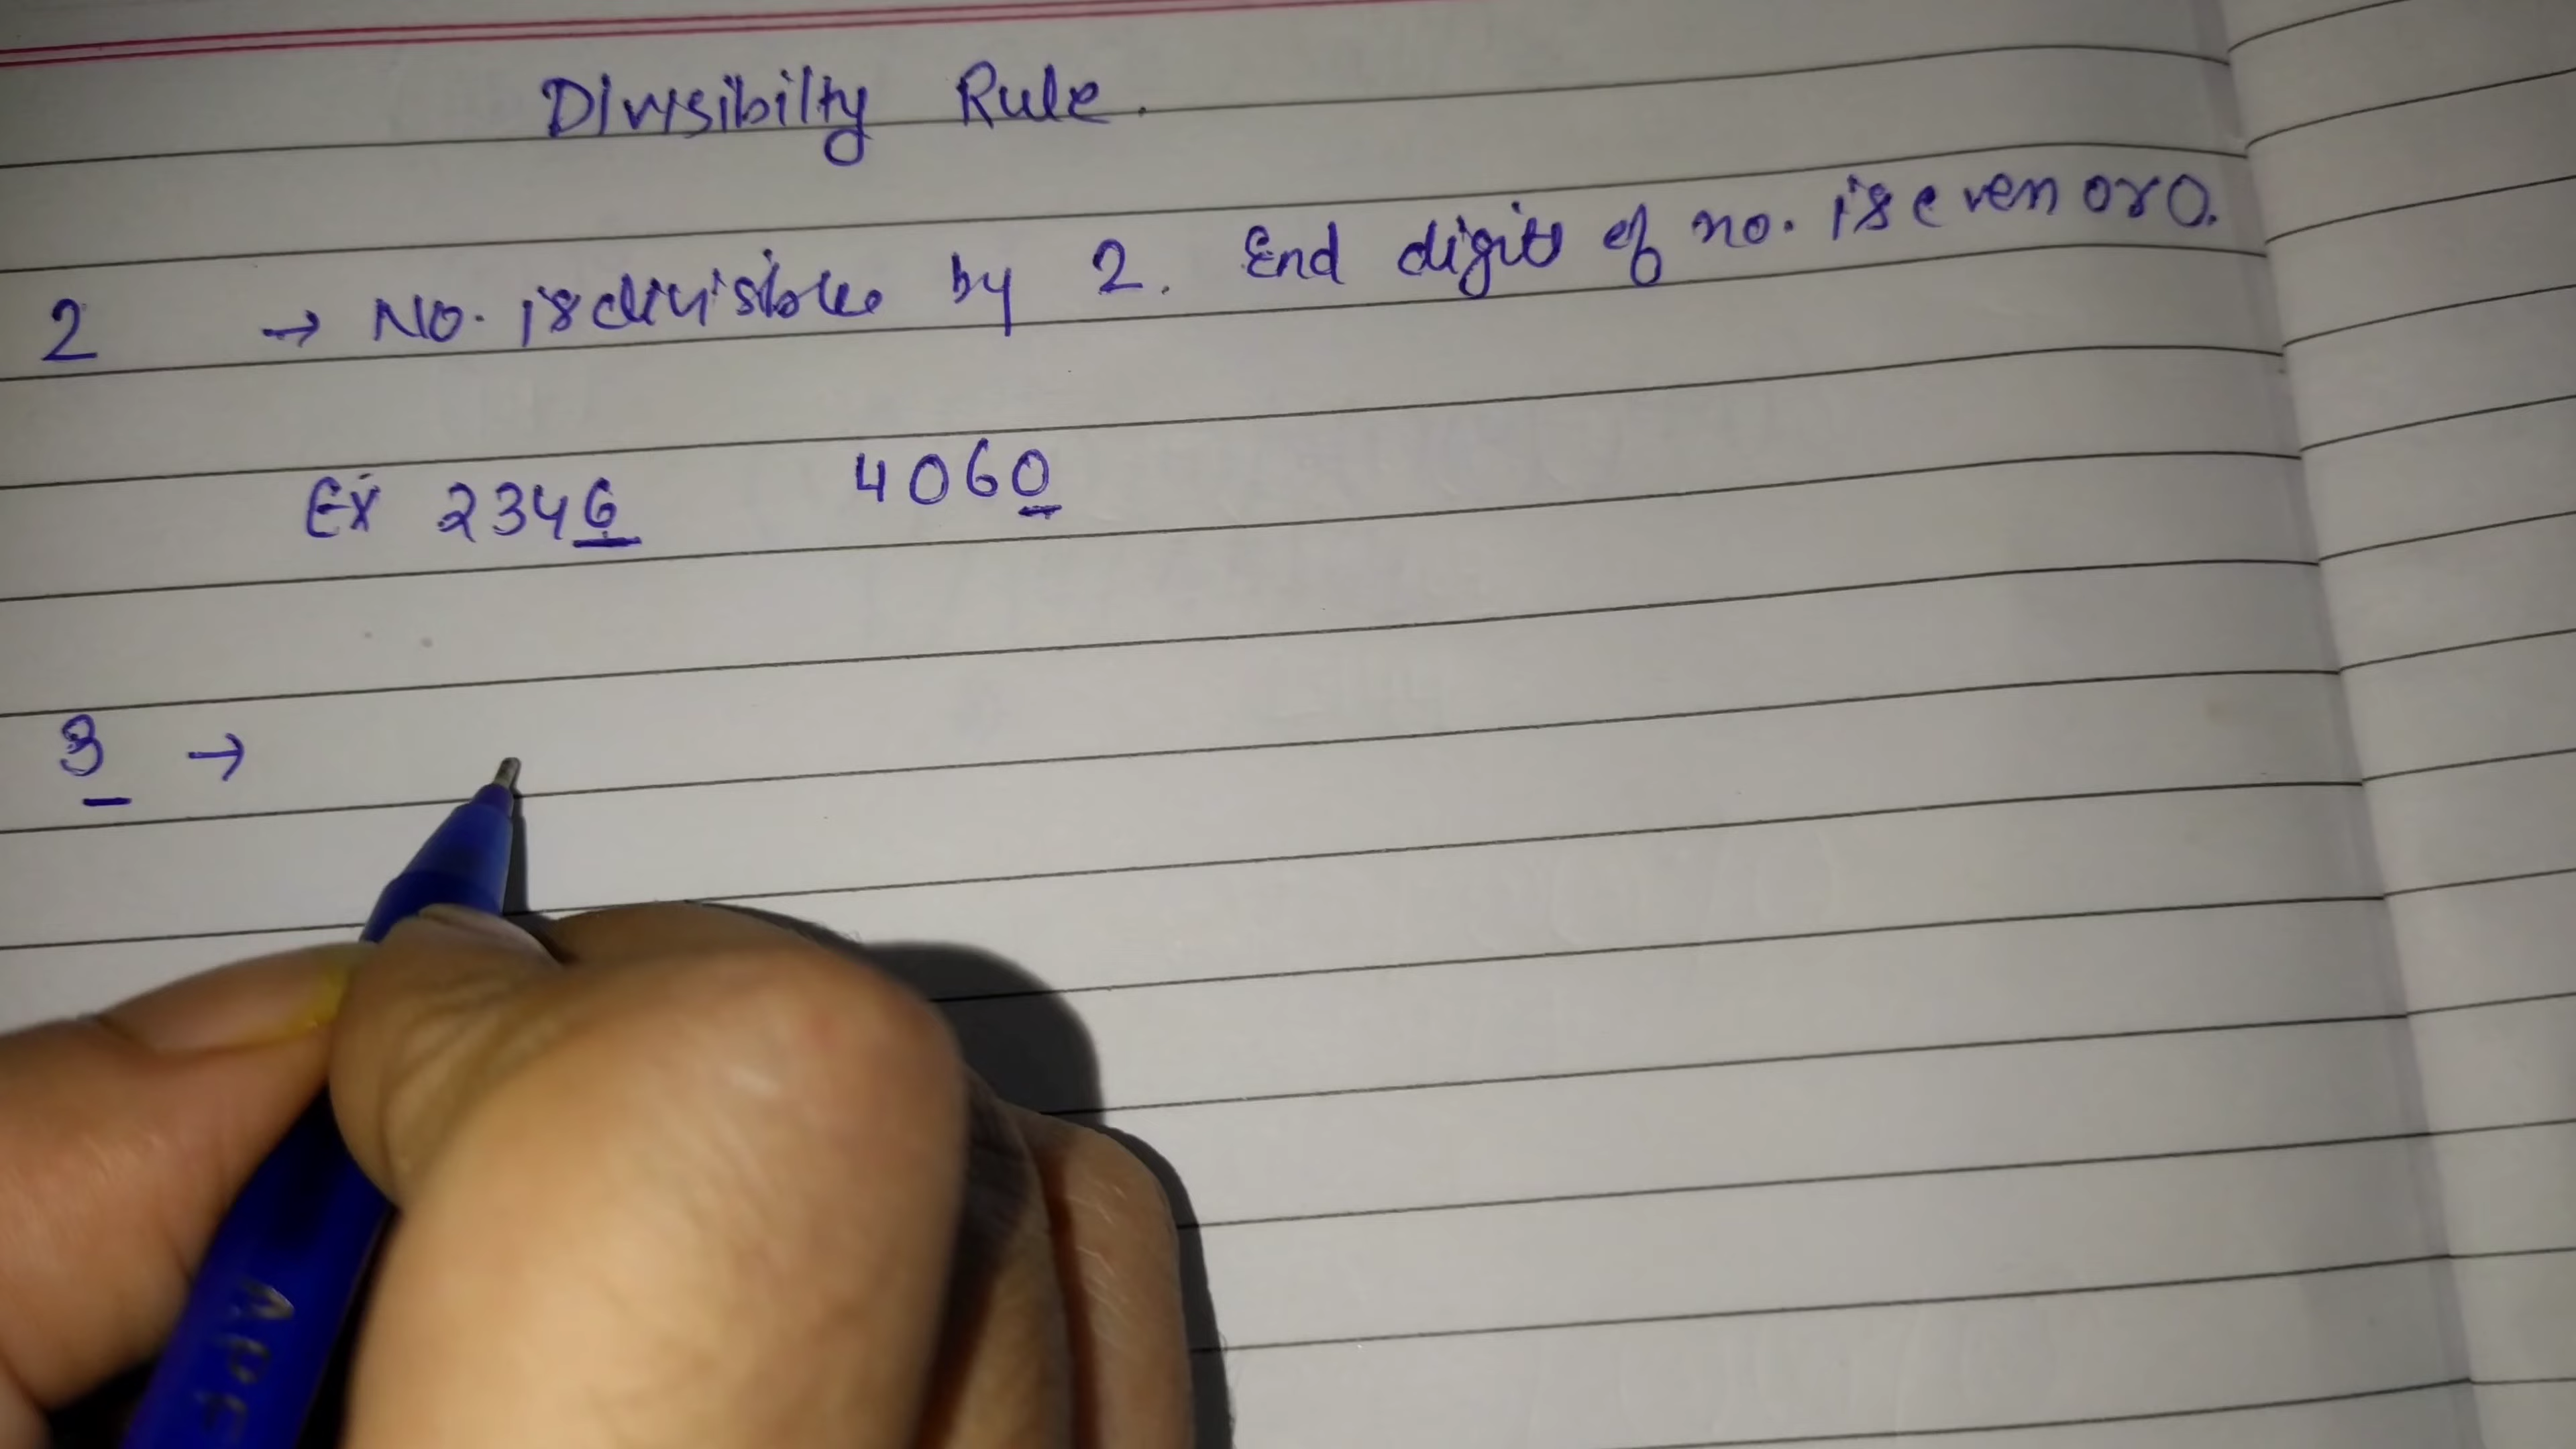 Divisibilty Rule.
2 → No. is divisible by 2. End digits of no. is even or 0.
Ex 2346 4060
3 →